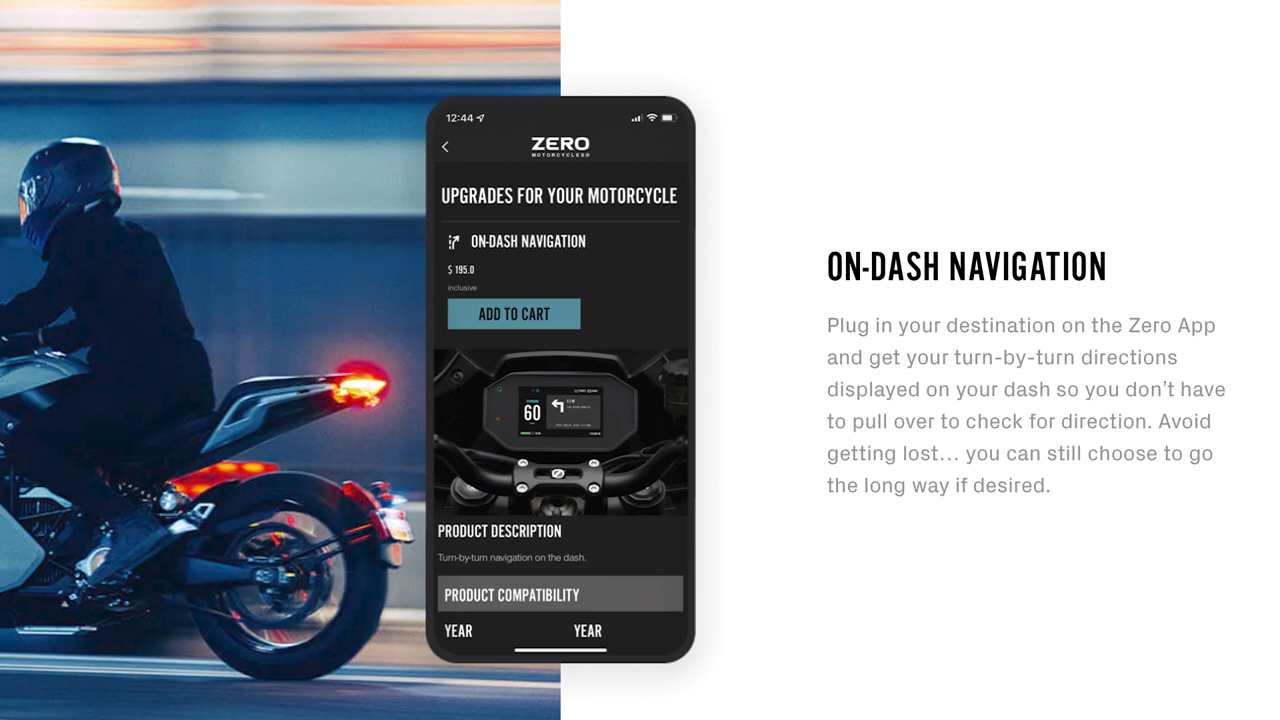 12:44
ZERO
MOTORCYCLES®
UPGRADES FOR YOUR MOTORCYCLE
ON-DASH NAVIGATION
$ 195.0
inclusive
ADD TO CART
60
PRODUCT DESCRIPTION
Turn-by-turn navigation on the dash.
PRODUCT COMPATIBILITY
YEAR YEAR
ON-DASH NAVIGATION
Plug in your destination on the Zero App
and get your turn-by-turn directions
displayed on your dash so you don’t have
to pull over to check for direction. Avoid
getting lost... you can still choose to go
the long way if desired.